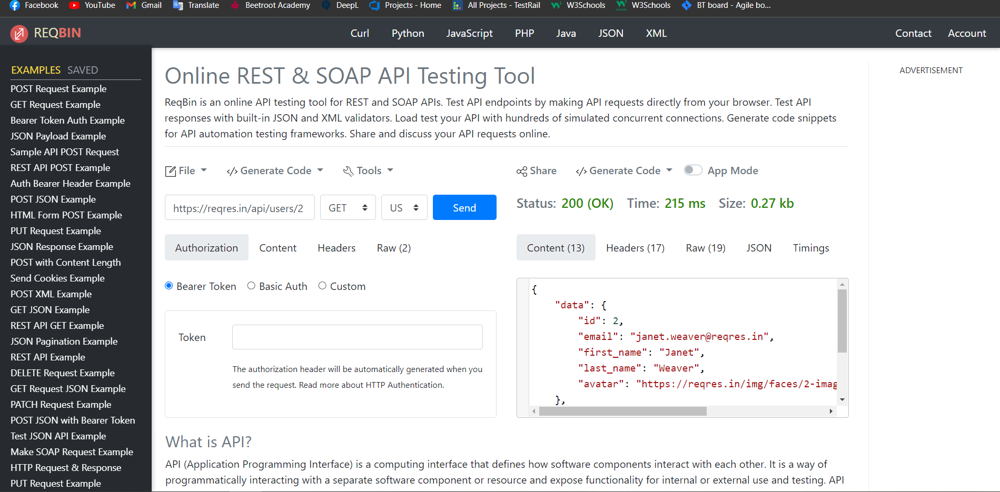 Facebook YouTube Gmail Translate Beetroot Academy DeepL Projects - Home All Projects - TestRail W3Schools W3Schools BT board - Agile bo...
REQBIN Curl Python JavaScript PHP Java JSON XML Contact Account
EXAMPLES SAVED
POST Request Example
GET Request Example
Bearer Token Auth Example
JSON Payload Example
Sample API POST Request
REST API POST Example
Auth Bearer Header Example
POST JSON Example
HTML Form POST Example
PUT Request Example
JSON Response Example
POST with Content Length
Send Cookies Example
POST XML Example
GET JSON Example
REST API GET Example
JSON Pagination Example
REST API Example
DELETE Request Example
GET Request JSON Example
PATCH Request Example
POST JSON with Bearer Token
Test JSON API Example
Make SOAP Request Example
HTTP Request & Response
PUT Request Example
Online REST & SOAP API Testing Tool
ReqBin is an online API testing tool for REST and SOAP APIs. Test API endpoints by making API requests directly from your browser. Test API
responses with built-in JSON and XML validators. Load test your API with hundreds of simulated concurrent connections. Generate code snippets
for API automation testing frameworks. Share and discuss your API requests online.
File </> Generate Code Tools
https://reqres.in/api/users/2 GET US Send
Authorization Content Headers Raw (2)
Bearer Token Basic Auth Custom
Token
The authorization header will be automatically generated when you
send the request. Read more about HTTP Authentication.
Share </> Generate Code App Mode
Status: 200 (OK) Time: 215 ms Size: 0.27 kb
Content (13) Headers (17) Raw (19) JSON Timings
{
"data": {
"id": 2,
"email": "janet.weaver@reqres.in",
"first_name": "Janet",
"last_name": "Weaver",
"avatar": "https://reqres.in/img/faces/2-imag
},
What is API?
API (Application Programming Interface) is a computing interface that defines how software components interact with each other. It is a way of
programmatically interacting with a separate software component or resource and expose functionality for internal or external use and testing. API
ADVERTISEMENT